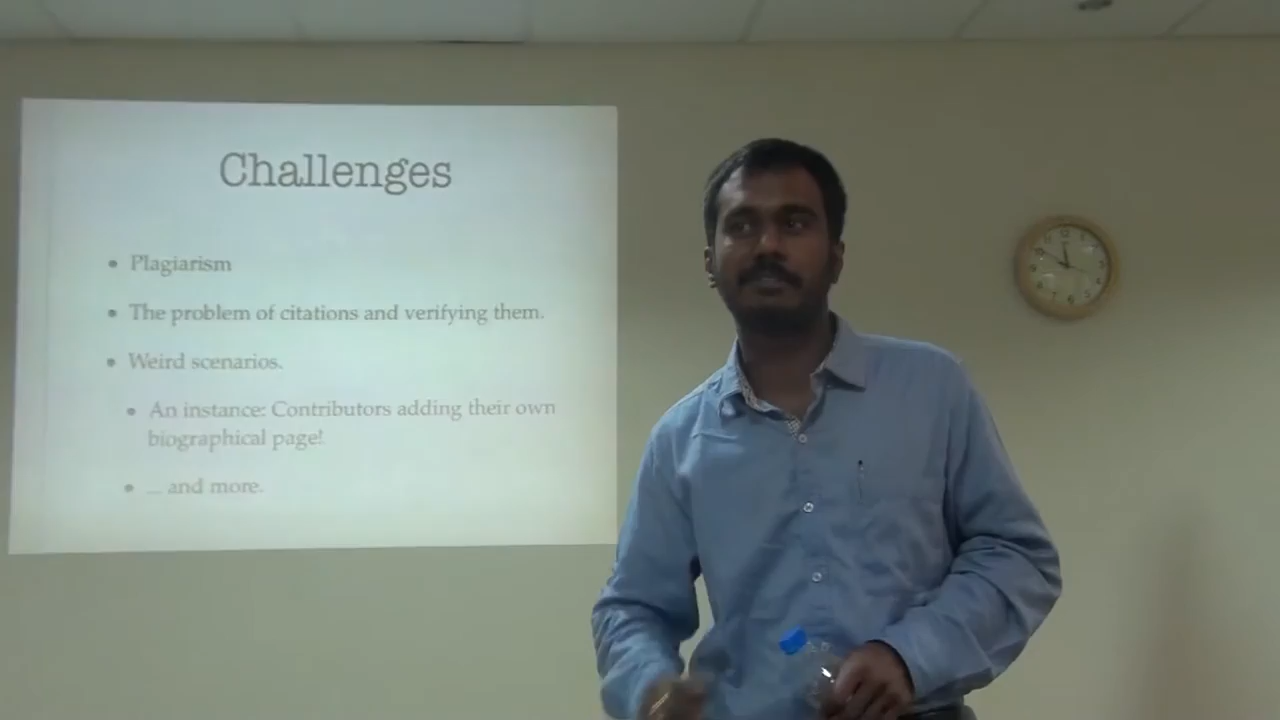 Challenges
Plagiarism
The problem of citations and verifying them.
Weird scenarios.
An instance: Contributors adding their own
biographical page!
... and more.